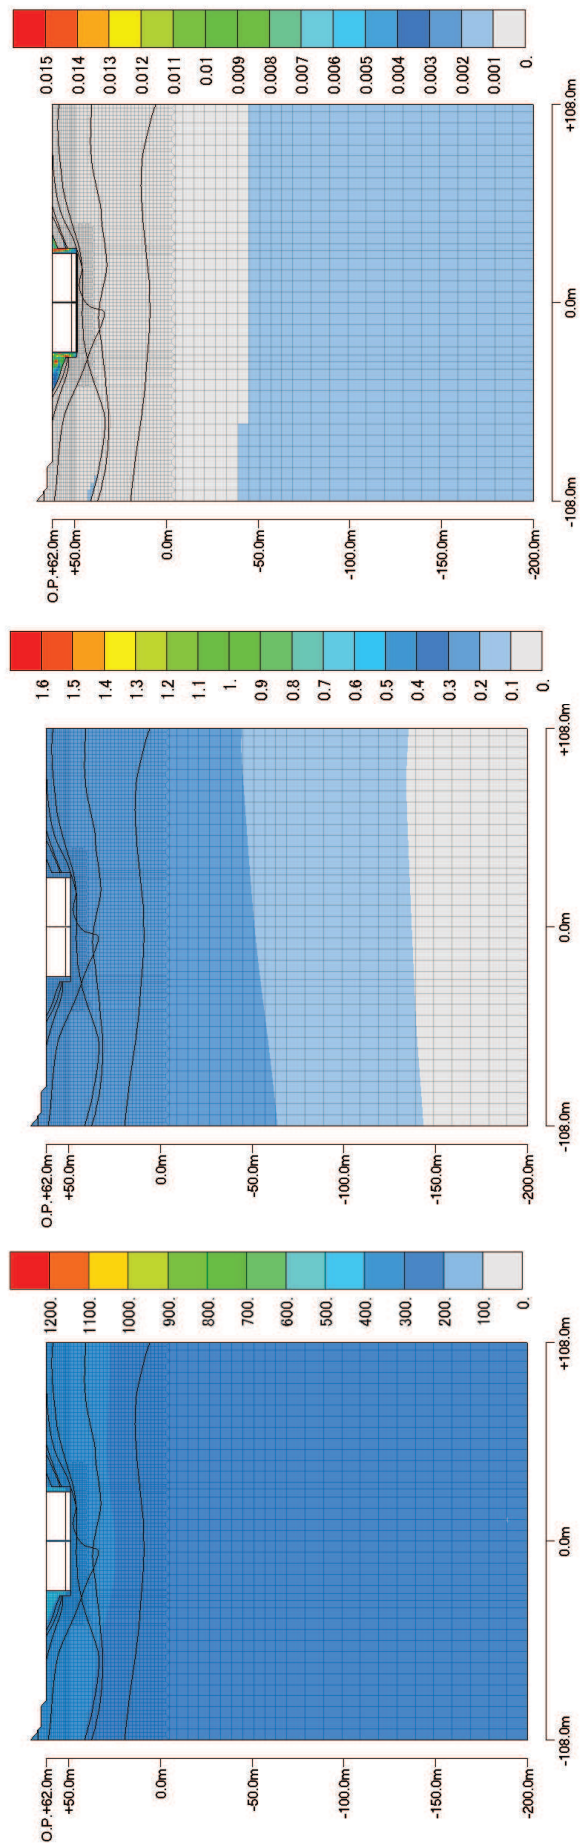 0.015
0.014
0.013
0.012
0.011
0.01
0.009
0.008
0.007
0.006
0.005
0.004
0.003
0.002
0.001
0.
O.P.+62.0m
+50.0m
0.0m
-50.0m
-100.0m
-150.0m
-200.0m
-108.0m
0.0m
+108.0m
1.6
1.5
1.4
1.3
1.2
1.1
1.
0.9
0.8
0.7
0.6
0.5
0.4
0.3
0.2
0.1
0.
O.P.+62.0m
+50.0m
0.0m
-50.0m
-100.0m
-150.0m
-200.0m
-108.0m
0.0m
+108.0m
1200.
1100.
1000.
900.
800.
700.
600.
500.
400.
300.
200.
100.
0.
O.P.+62.0m
+50.0m
0.0m
-50.0m
-100.0m
-150.0m
-200.0m
-108.0m
0.0m
+108.0m